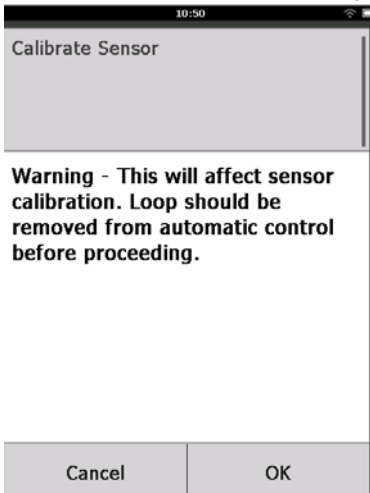 10:50
Calibrate Sensor
Warning - This will affect sensor
calibration. Loop should be
removed from automatic control
before proceeding.
Cancel
OK